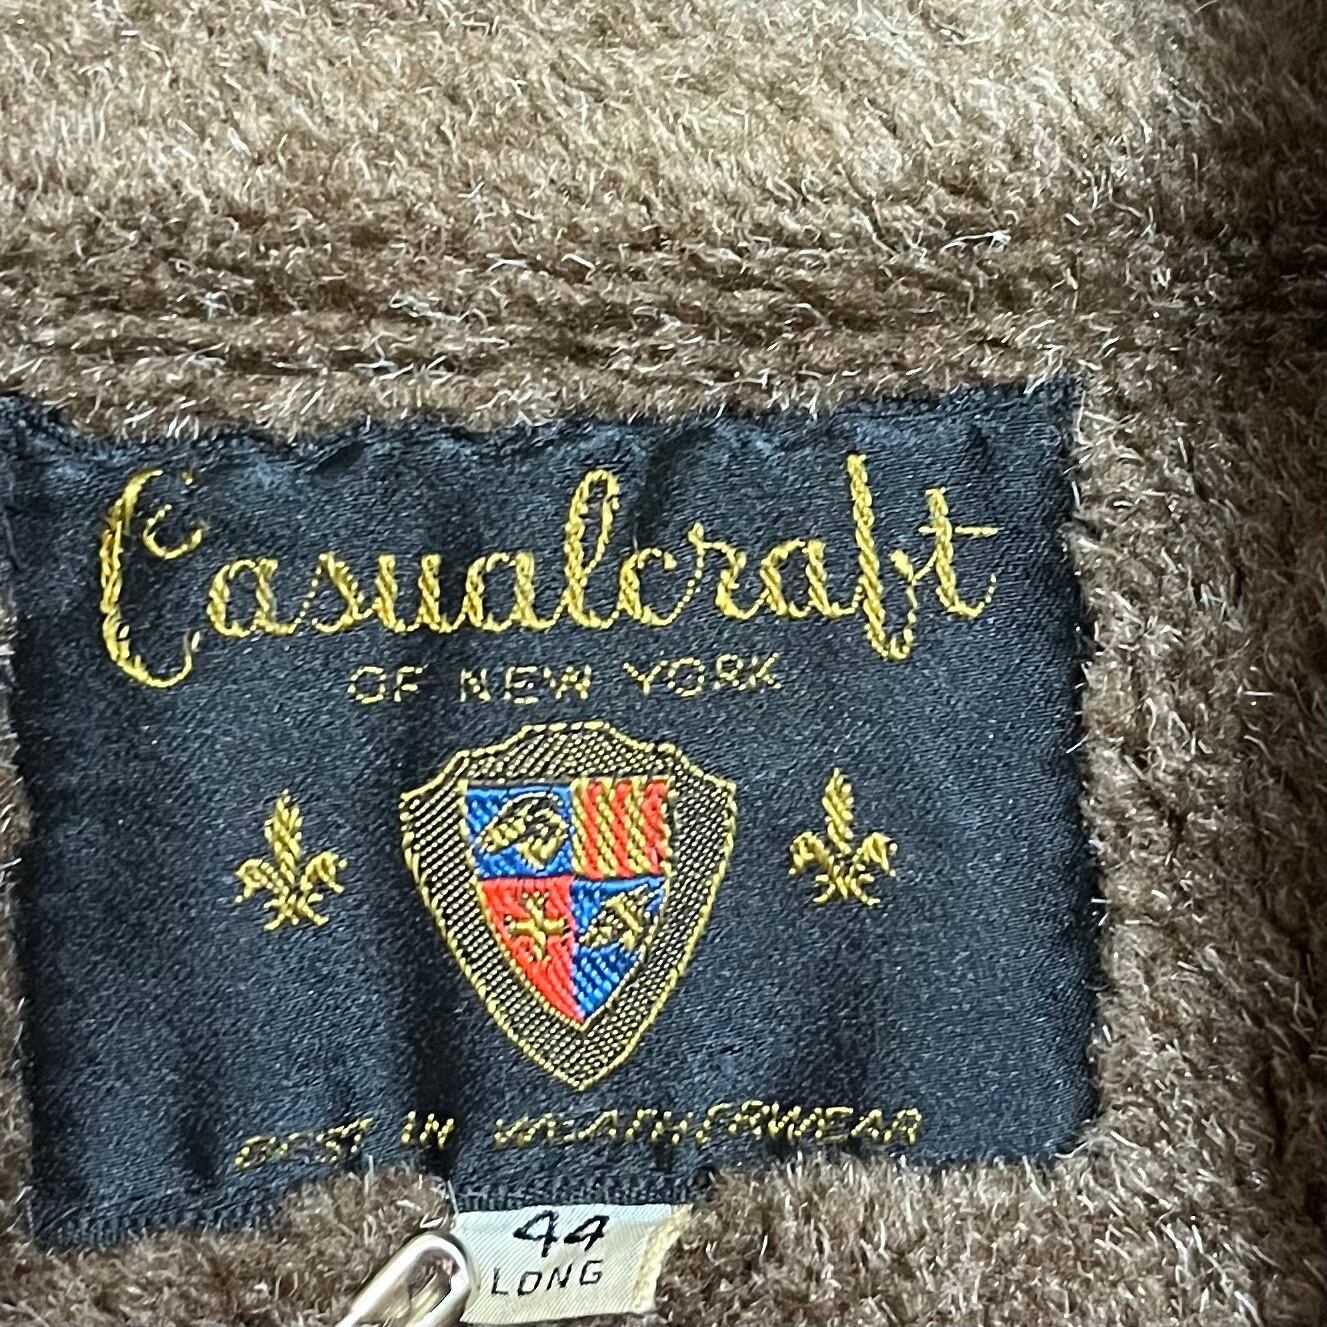 Casualcraft
OF NEW YORK
BEST IN WEATHERWEAR
44
LONG